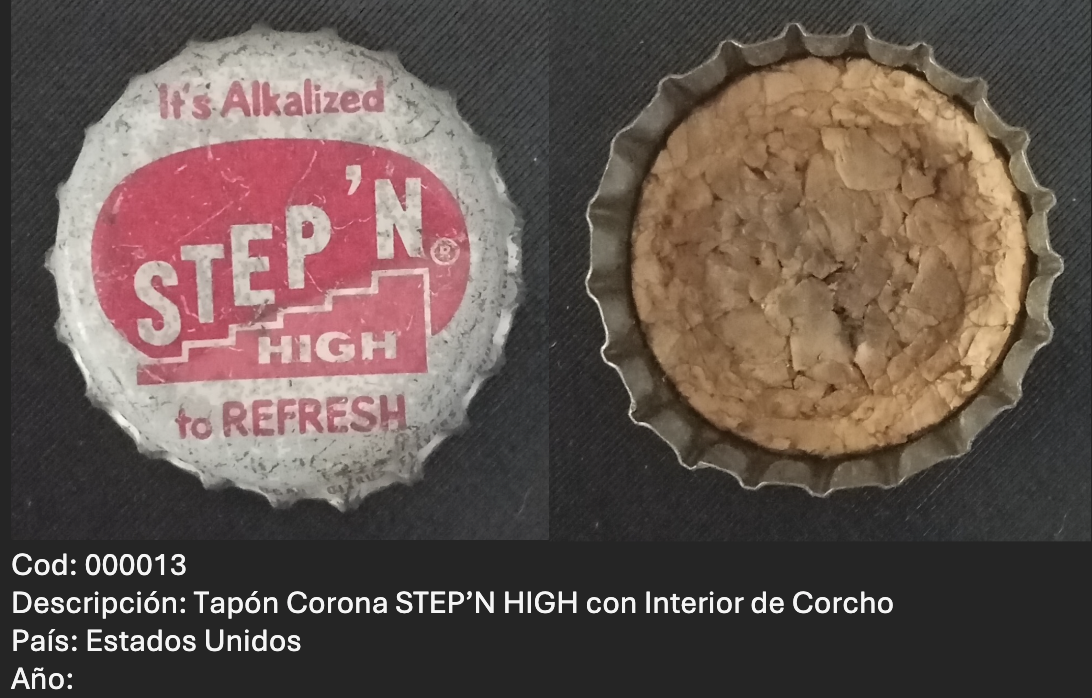 It's Alkalized
STEP'N ®
HIGH
to REFRESH
Cod: 000013
Descripción: Tapón Corona STEP’N HIGH con Interior de Corcho
País: Estados Unidos
Año: